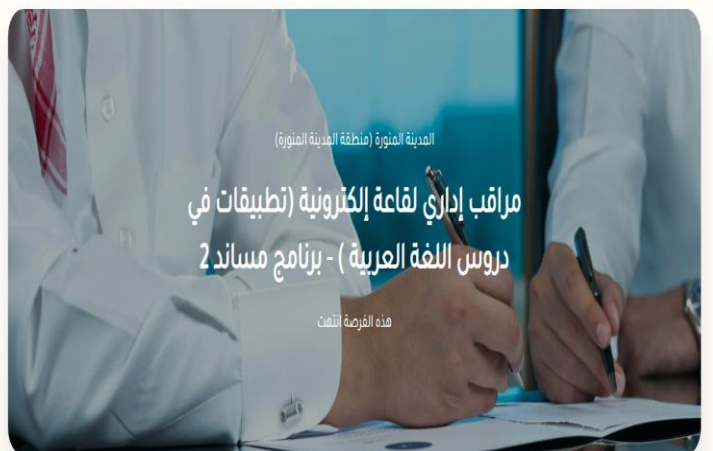 المدينة المنورة (منطقة المدينة المنورة)
مراقب إداري لقاعة إلكترونية (تطبيقات في
دروس اللغة العربية ) - برنامج مساند 2
هذه الفرصة انتهت